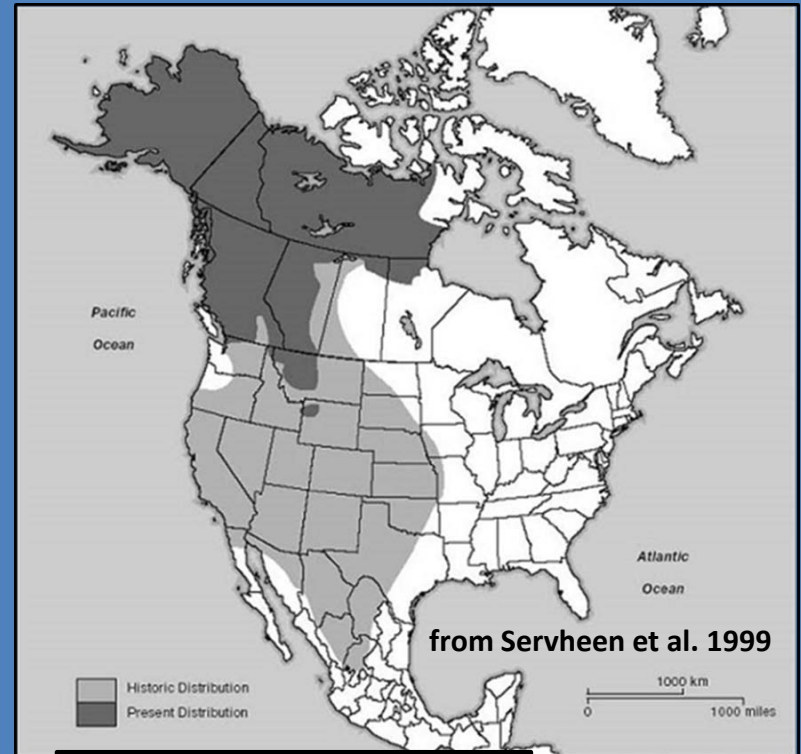 Pacific
Ocean
Atlantic
Ocean
from Servheen et al. 1999
Historic Distribution
Present Distribution
1000 km
0
1000 miles